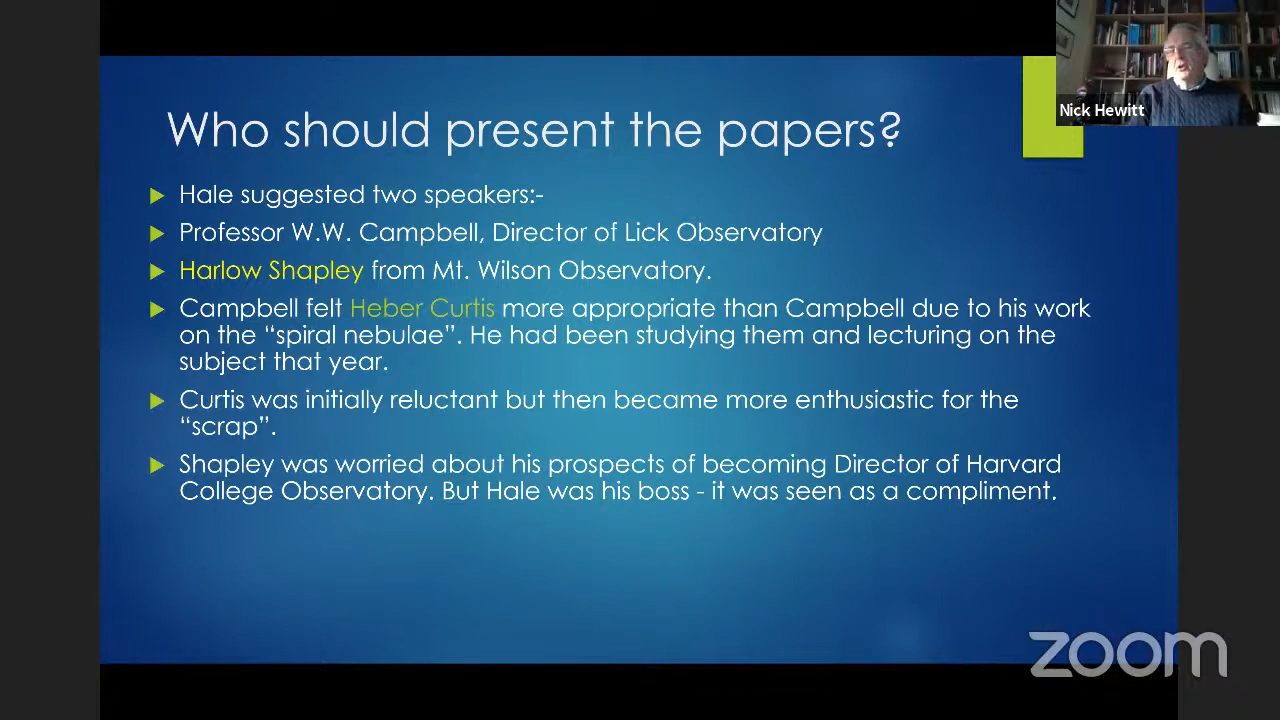 Who should present the papers?
Nick Hewitt
Hale suggested two speakers:-
Professor W.W. Campbell, Director of Lick Observatory
Harlow Shapley from Mt. Wilson Observatory.
Campbell felt Heber Curtis more appropriate than Campbell due to his work
on the “spiral nebulae”. He had been studying them and lecturing on the
subject that year.
Curtis was initially reluctant but then became more enthusiastic for the
“scrap”.
Shapley was worried about his prospects of becoming Director of Harvard
College Observatory. But Hale was his boss - it was seen as a compliment.
zoom